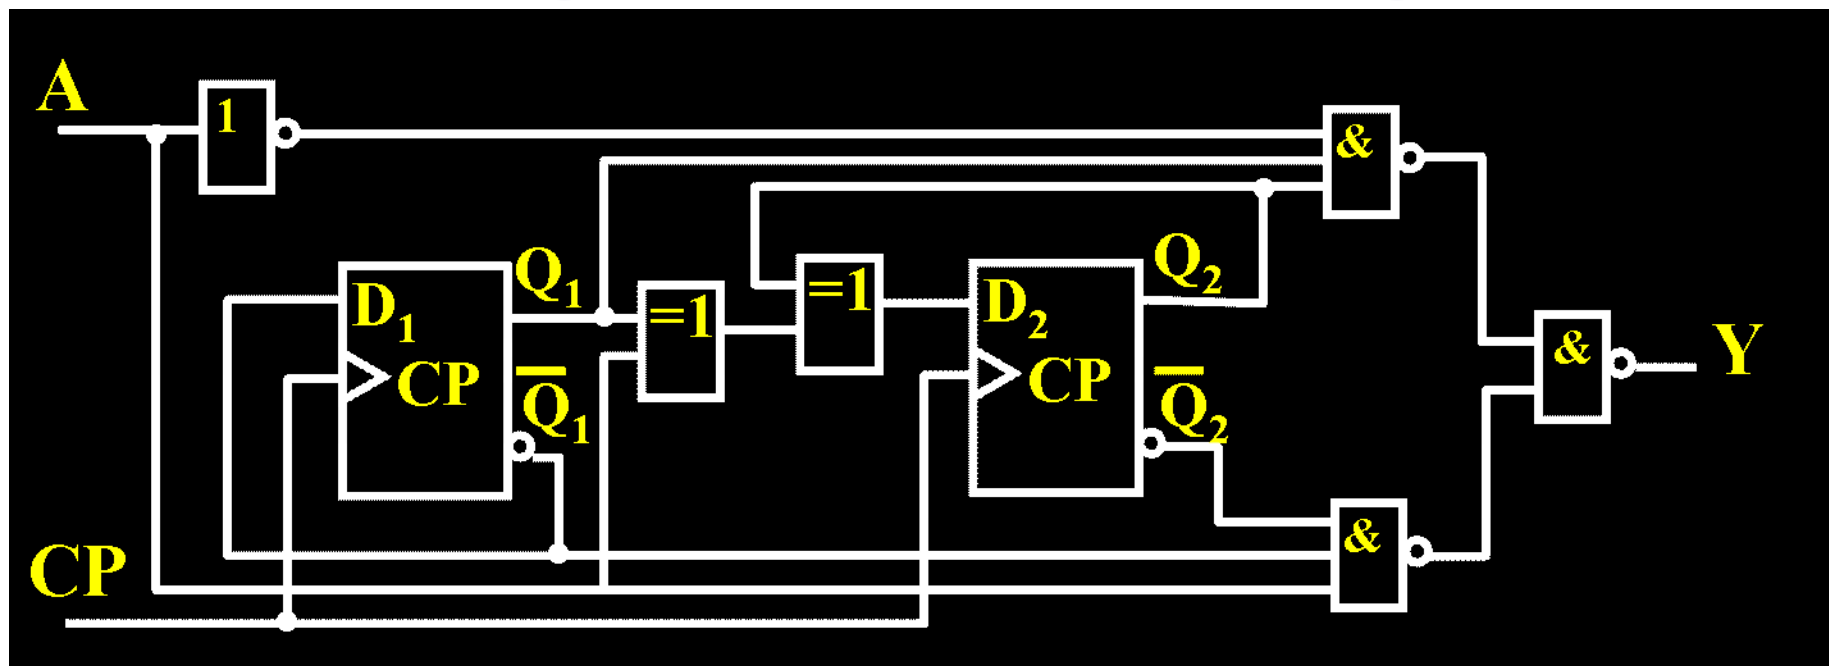 A
1
&
Q₁
Q₂
=1
=1
D₁
D₂
&
Y
CP
CP
Q̅₁
Q̅₂
&
CP